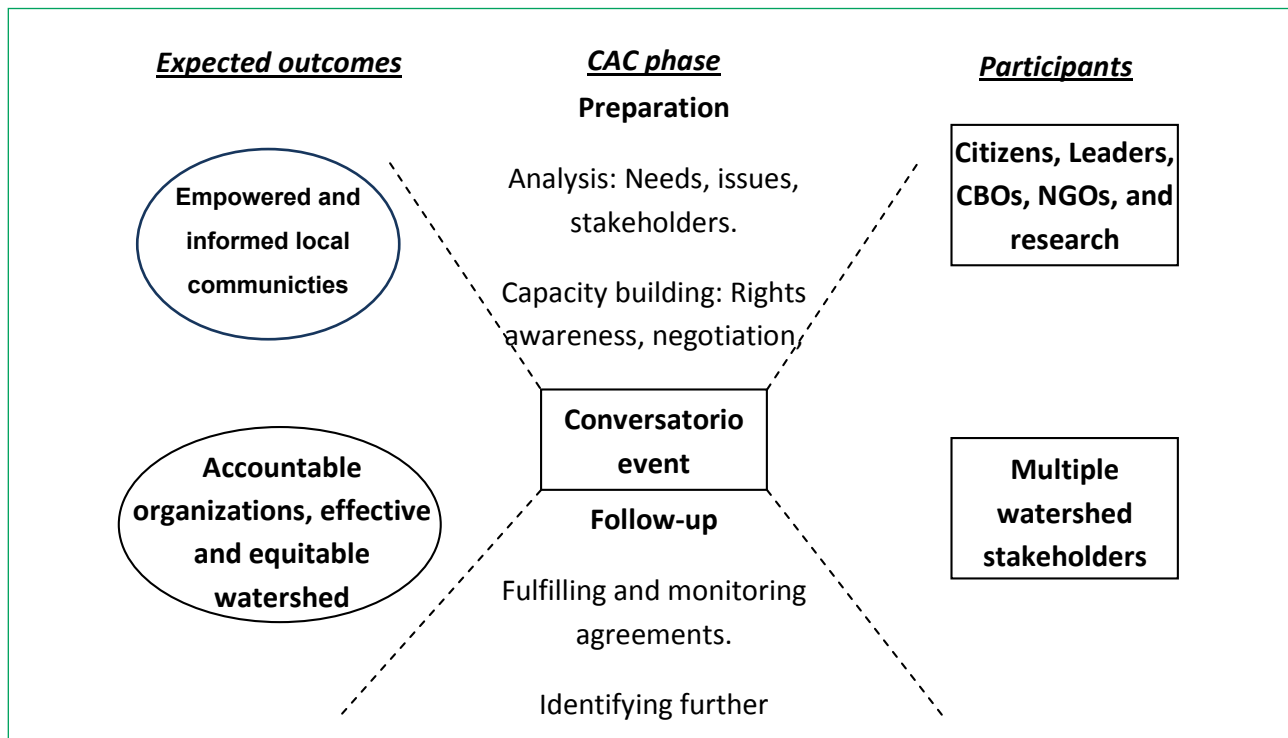 Expected outcomes
Empowered and
informed local
communicties
Accountable
organizations, effective
and equitable
watershed
CAC phase
Preparation
Analysis: Needs, issues,
stakeholders.
Capacity building: Rights
awareness, negotiation,
Conversatorio
event
Follow-up
Fulfilling and monitoring
agreements.
Identifying further
Participants
Citizens, Leaders,
CBOs, NGOs, and
research
Multiple
watershed
stakeholders